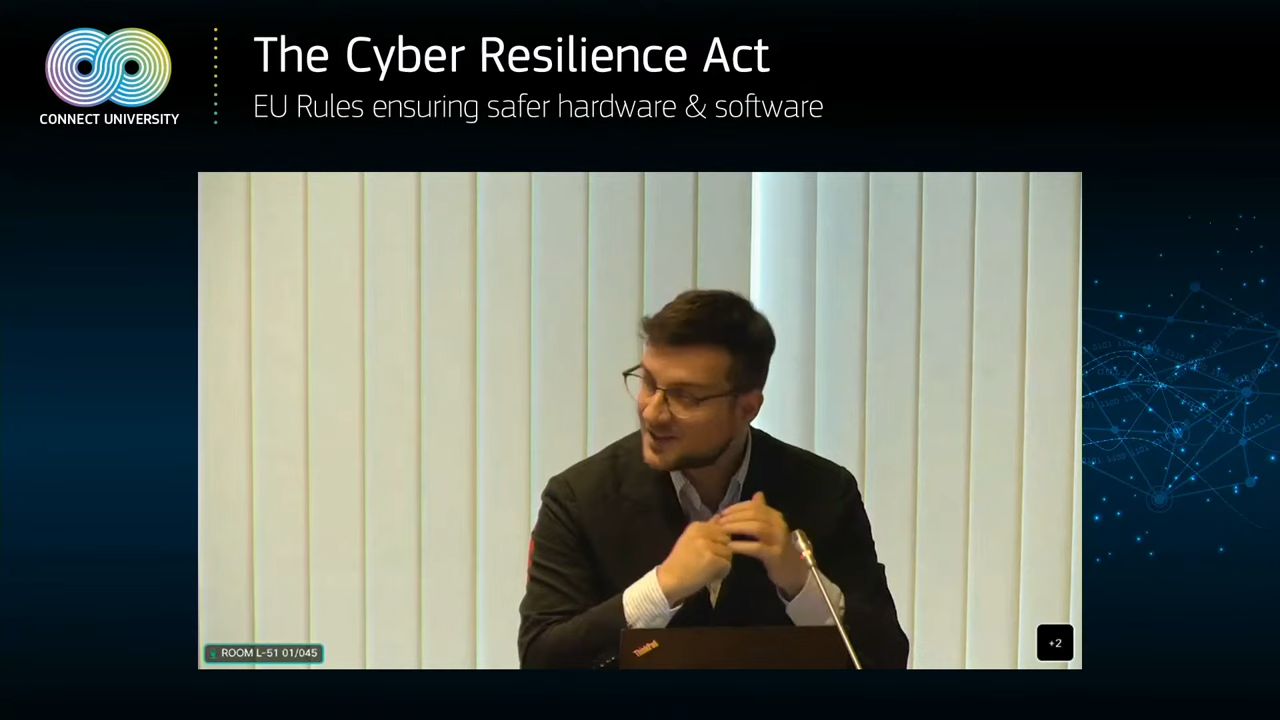 The Cyber Resilience Act
EU Rules ensuring safer hardware & software
CONNECT UNIVERSITY
ThinkPad
ROOM L-51 01/045
+2